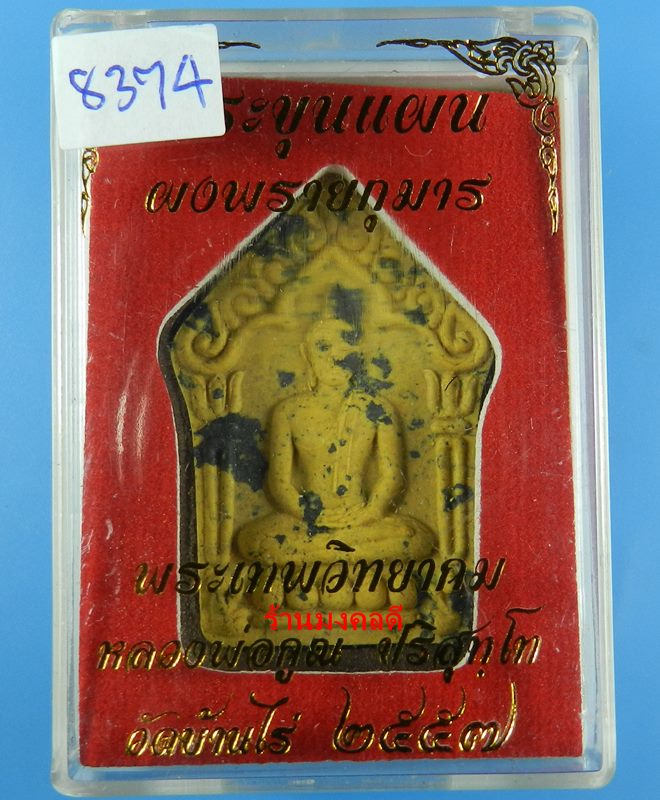 8374
พระขุนแผน
ผงพรายกุมาร
พระเทพวิทยาคม
ร้านมงคลดี
หลวงพ่อคูณ ปริสุทฺโท
วัดบ้านไร่ ๒๕๕๗